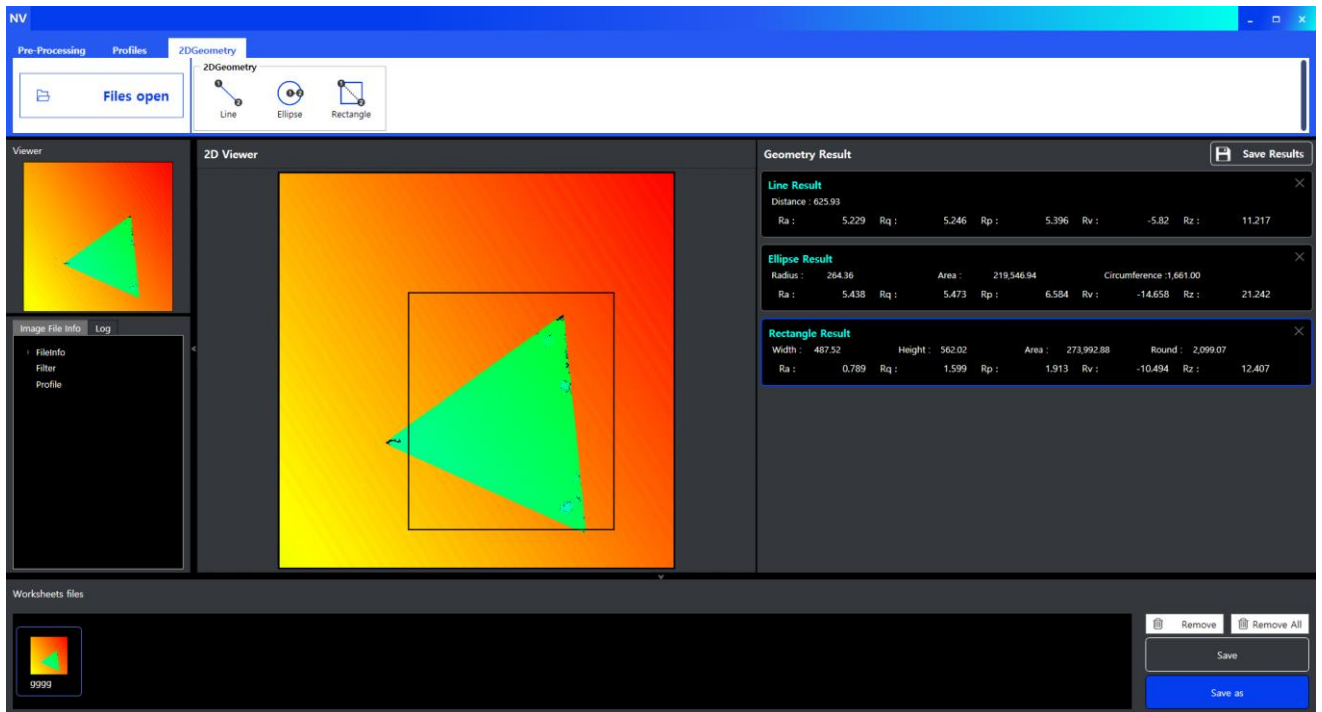 NV
Pre-Processing Profiles 2DGeometry
Files open
2DGeometry
Line Ellipse Rectangle
Viewer
2D Viewer
Geometry Result
Save Results
Line Result
Distance : 625.93
Ra : 5.229 Rq : 5.246 Rp : 5.396 Rv : -5.82 Rz : 11.217
Ellipse Result
Radius : 264.36 Area : 219,546.94 Circumference :1,661.00
Ra : 5.438 Rq : 5.473 Rp : 6.584 Rv : -14.658 Rz : 21.242
Rectangle Result
Width : 487.52 Height : 562.02 Area : 273,992.88 Round : 2,099.07
Ra : 0.789 Rq : 1.599 Rp : 1.913 Rv : -10.494 Rz : 12.407
Image File Info Log
FileInfo
Filter
Profile
Worksheets files
gggg
Remove Remove All
Save
Save as